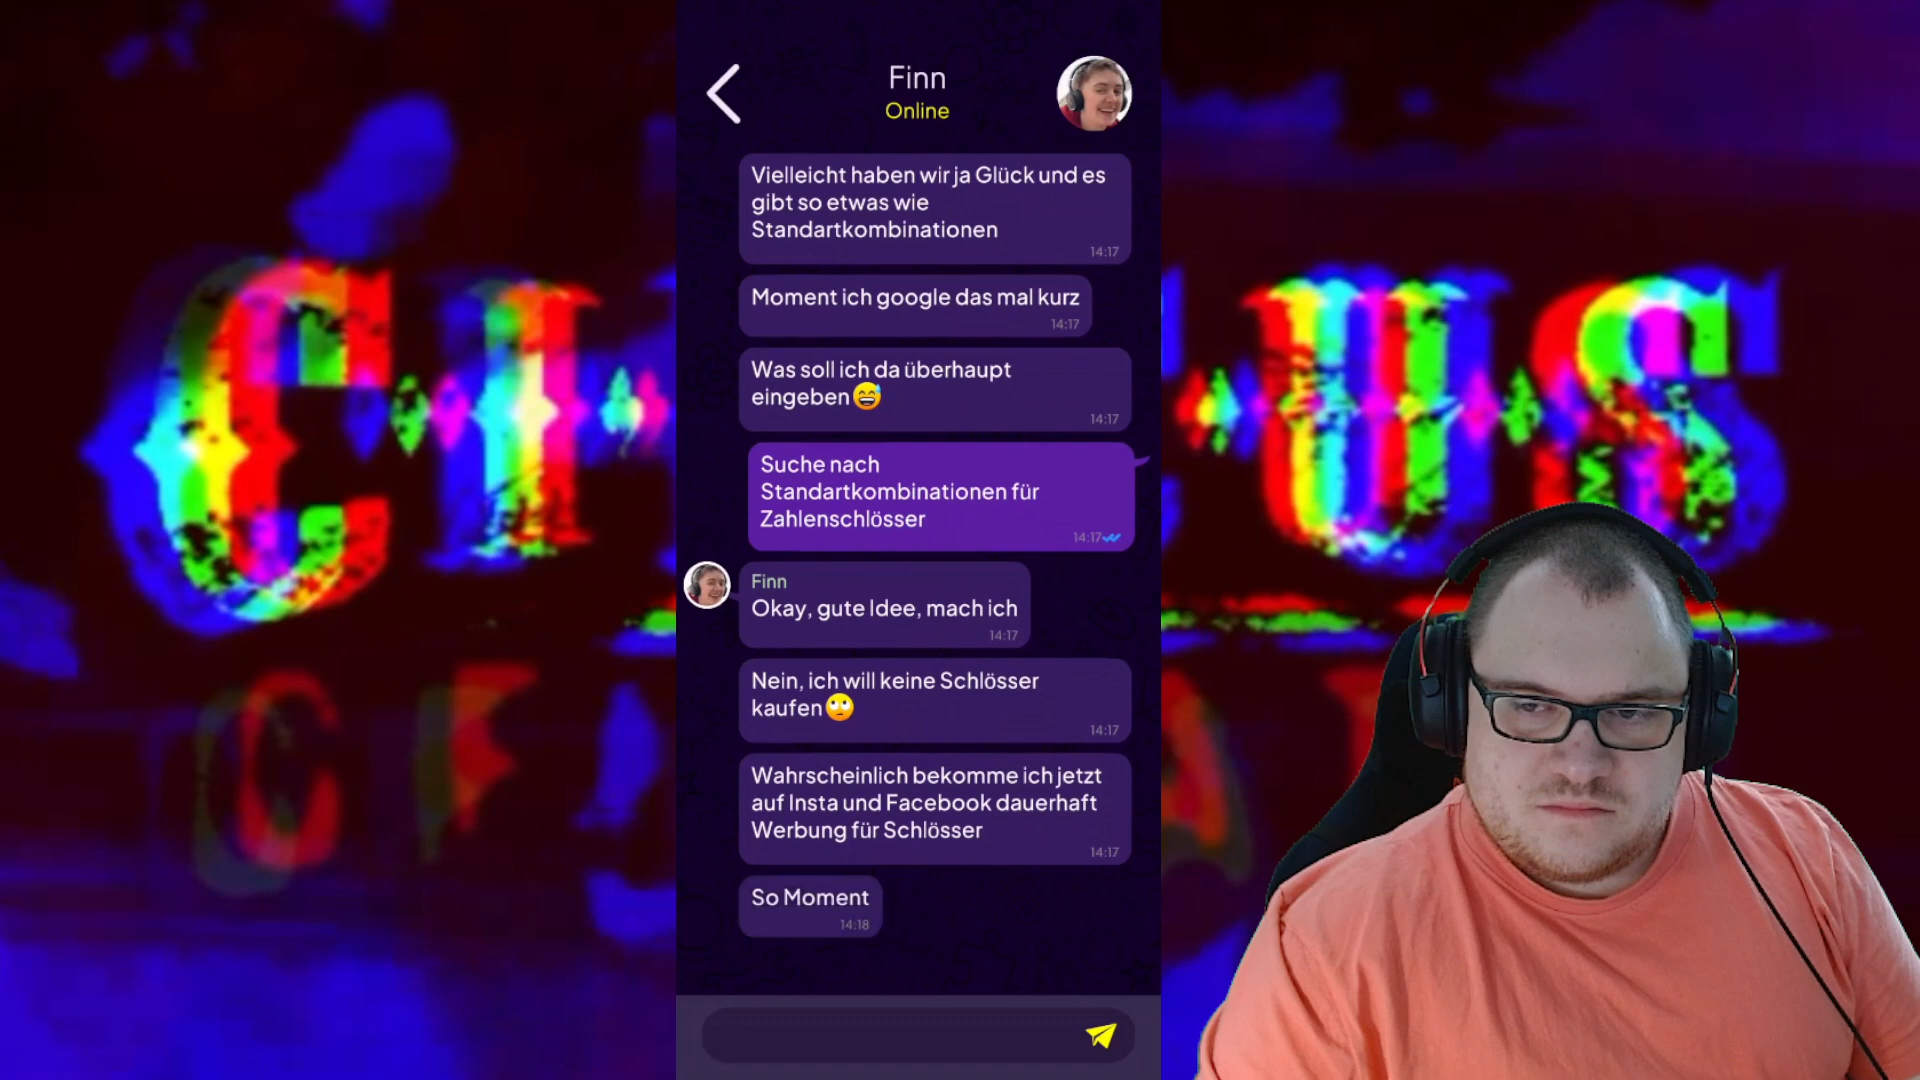 Finn
Online
Vielleicht haben wir ja Glück und es
gibt so etwas wie
Standartkombinationen
14:17
Moment ich google das mal kurz
14:17
Was soll ich da überhaupt
eingeben😅
14:17
Suche nach
Standartkombinationen für
Zahlenschlösser
14:17
Finn
Okay, gute Idee, mach ich
14:17
Nein, ich will keine Schlösser
kaufen🙄
14:17
Wahrscheinlich bekomme ich jetzt
auf Insta und Facebook dauerhaft
Werbung für Schlösser
14:17
So Moment
14:18